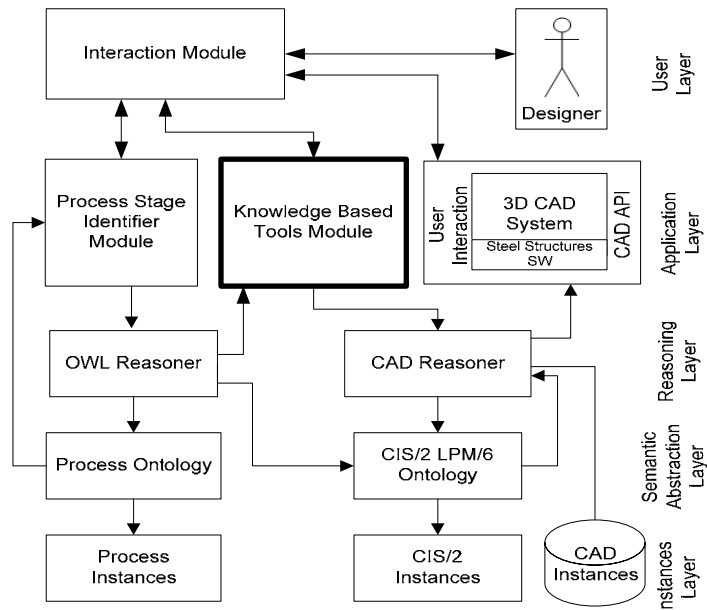 Interaction Module
Designer
User
Layer
Process Stage
Identifier
Module
Knowledge Based
Tools Module
User
Interaction
3D CAD
System
Steel Structures
SW
CAD API
Application
Layer
OWL Reasoner
CAD Reasoner
Reasoning
Layer
Process Ontology
CIS/2 LPM/6
Ontology
Semantic
Abstraction
Layer
Process
Instances
CIS/2
Instances
CAD
Instances
nstances
Layer